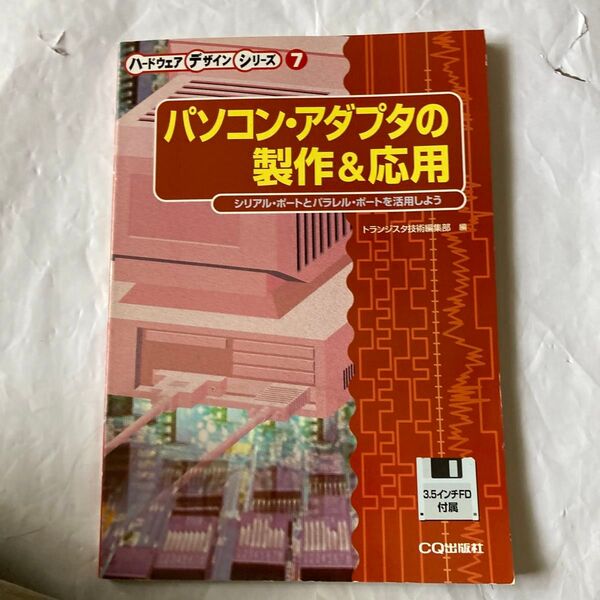 ハードウェア デザイン シリーズ 7
パソコン・アダプタの
製作&応用
シリアル・ポートとパラレル・ポートを活用しよう
トランジスタ技術編集部 編
3.5インチFD
付属
CQ出版社